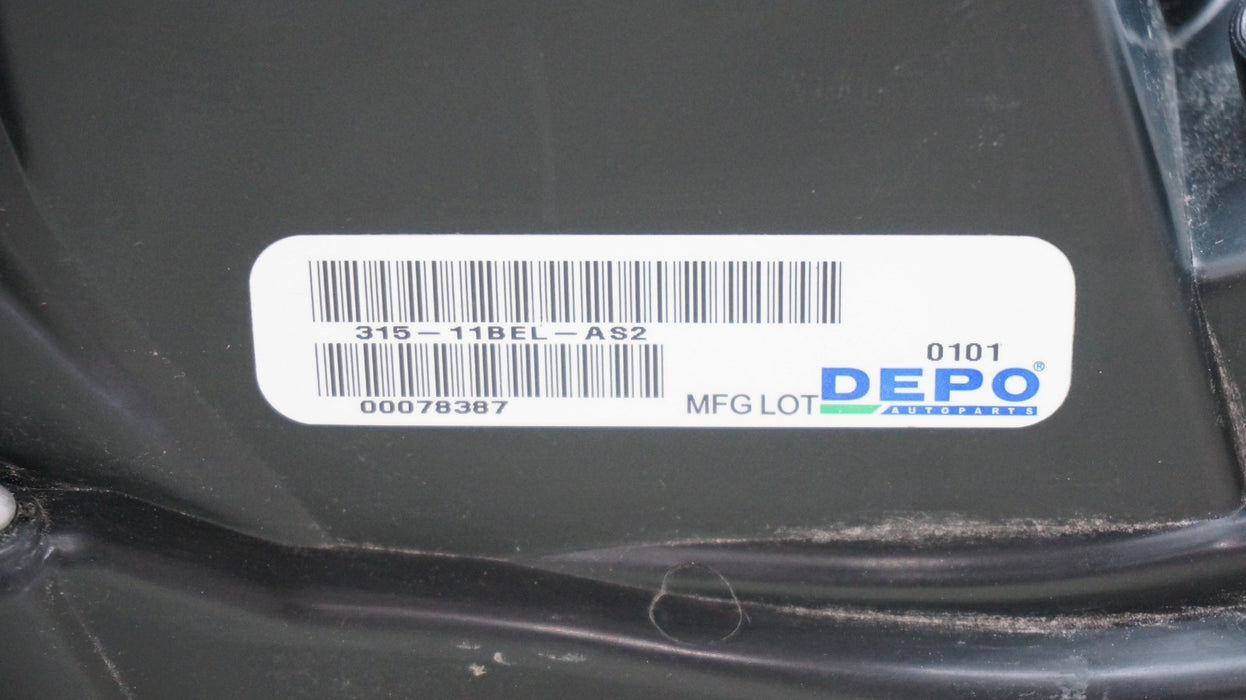 315-11BEL-AS2
00078387
0101
MFG LOT
DEPO®
AUTOPARTS